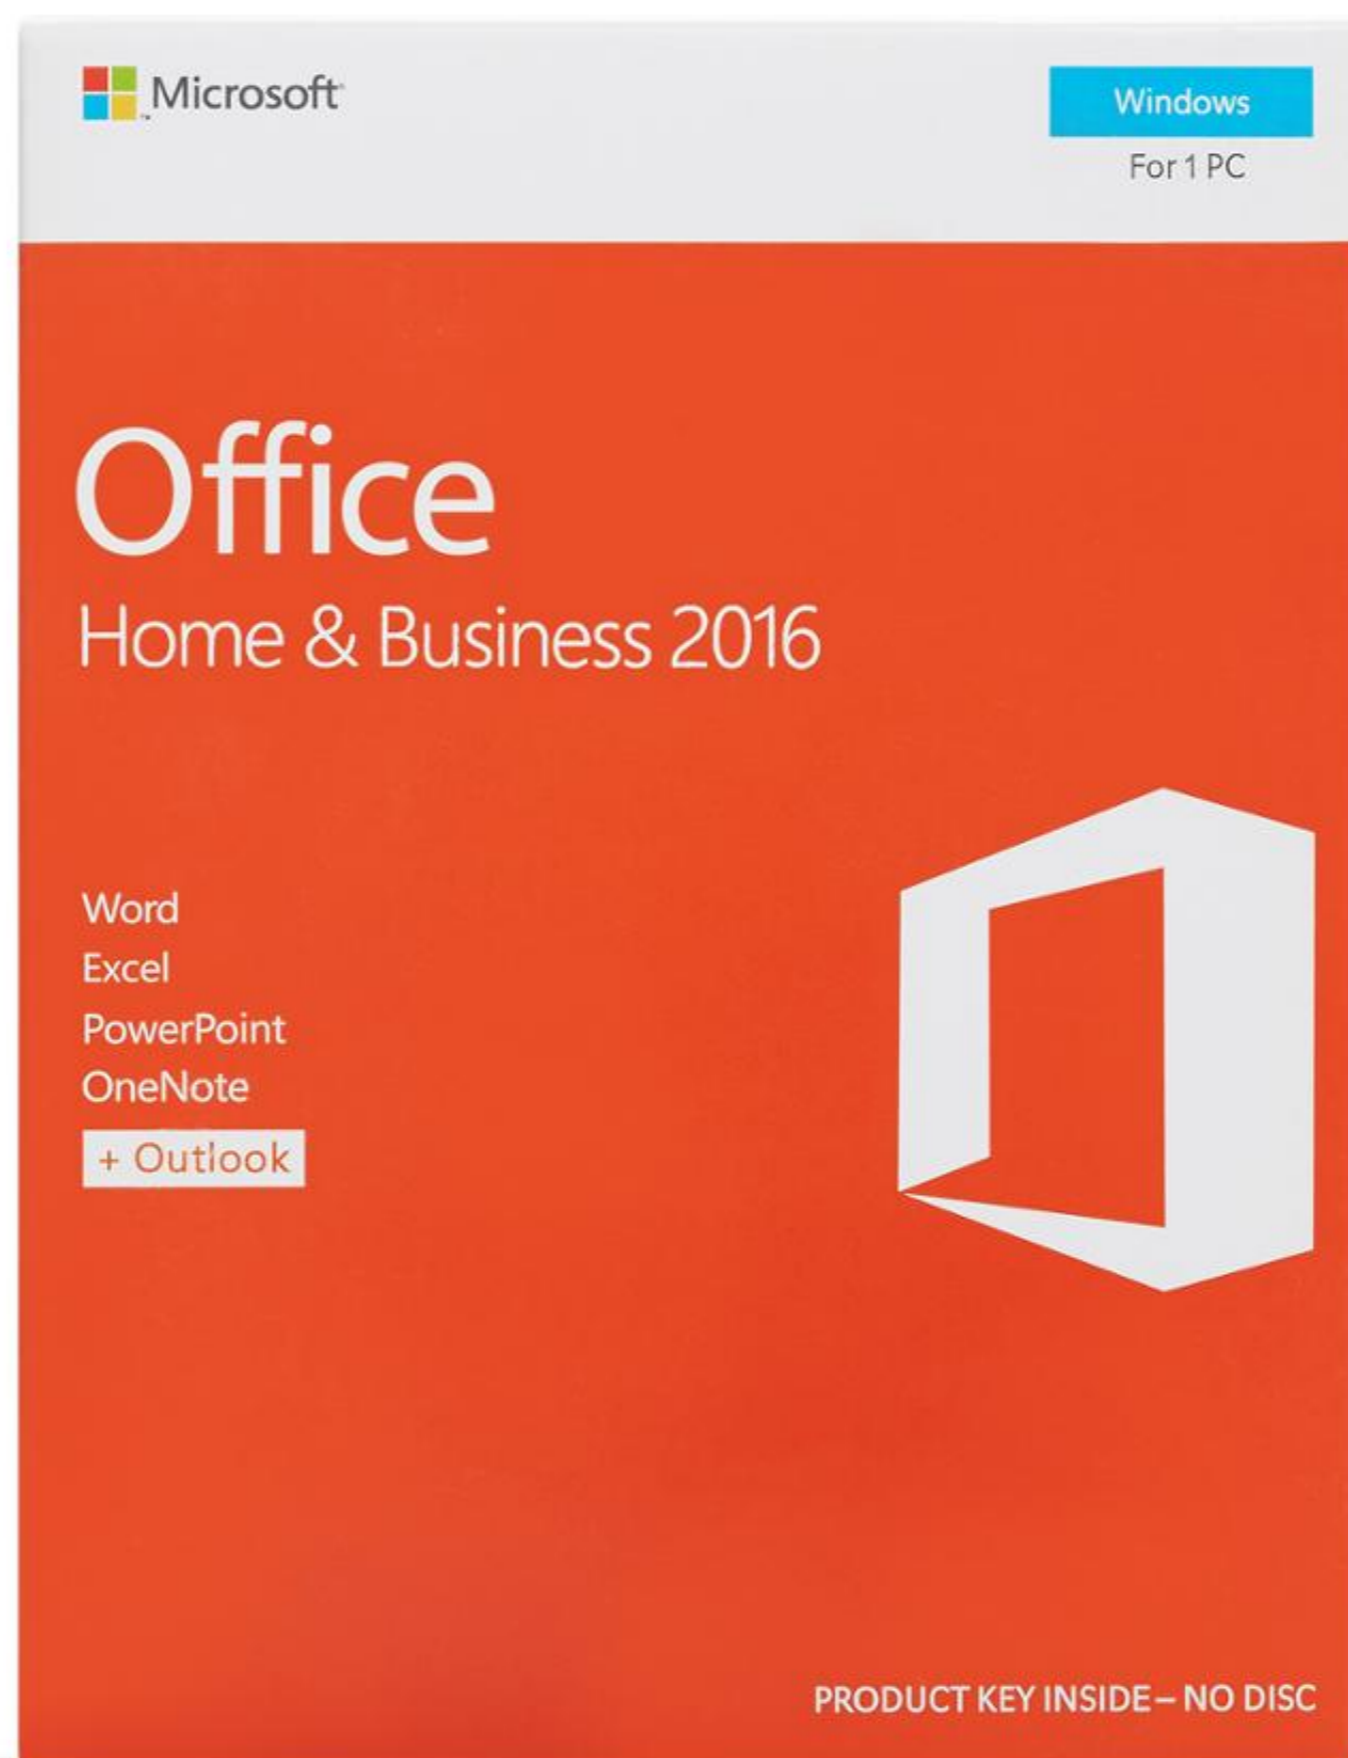 Microsoft
Windows
For 1 PC
Office
Home & Business 2016
Word
Excel
PowerPoint
OneNote
+ Outlook
PRODUCT KEY INSIDE – NO DISC